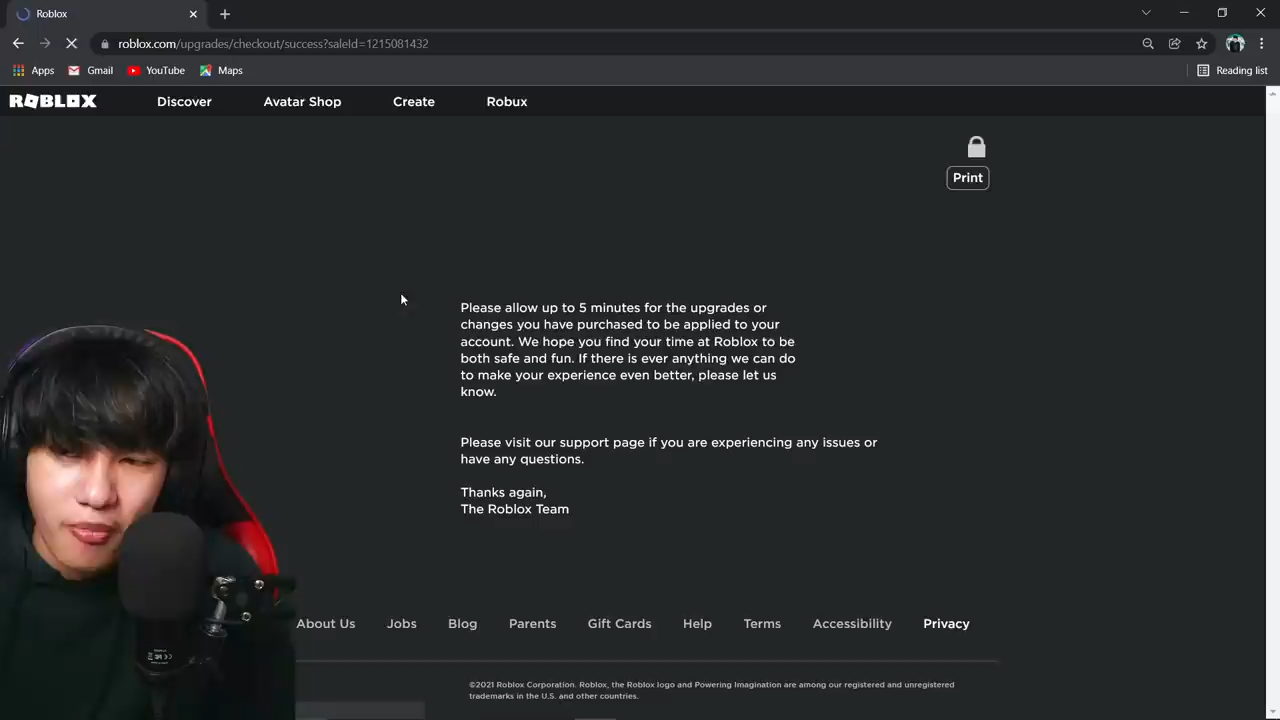 Roblox
roblox.com/upgrades/checkout/success?saleId=1215081432
Apps Gmail YouTube Maps Reading list
ROBLOX Discover Avatar Shop Create Robux
Print
Please allow up to 5 minutes for the upgrades or
changes you have purchased to be applied to your
account. We hope you find your time at Roblox to be
both safe and fun. If there is ever anything we can do
to make your experience even better, please let us
know.
Please visit our support page if you are experiencing any issues or
have any questions.
Thanks again,
The Roblox Team
About Us Jobs Blog Parents Gift Cards Help Terms Accessibility Privacy
©2021 Roblox Corporation. Roblox, the Roblox logo and Powering Imagination are among our registered and unregistered
trademarks in the U.S. and other countries.